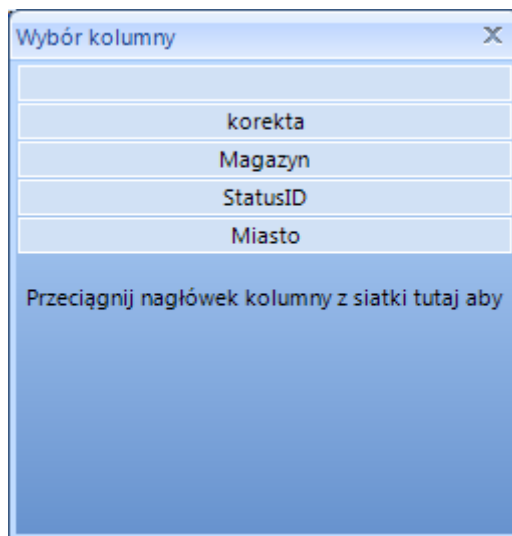 Wybór kolumny
korekta
Magazyn
StatusID
Miasto
Przeciągnij nagłówek kolumny z siatki tutaj aby